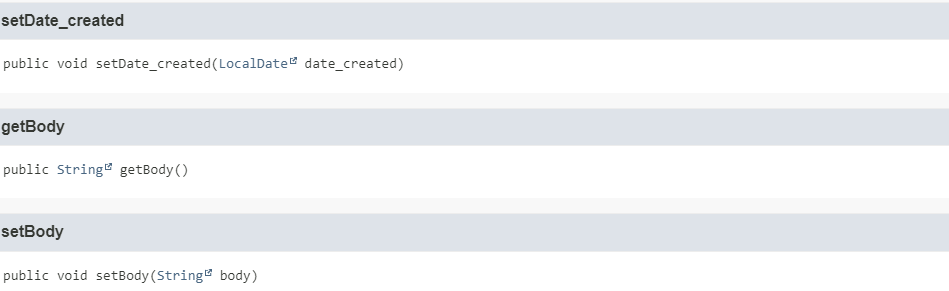 setDate_created
public void setDate_created(LocalDate date_created)
getBody
public String getBody()
setBody
public void setBody(String body)